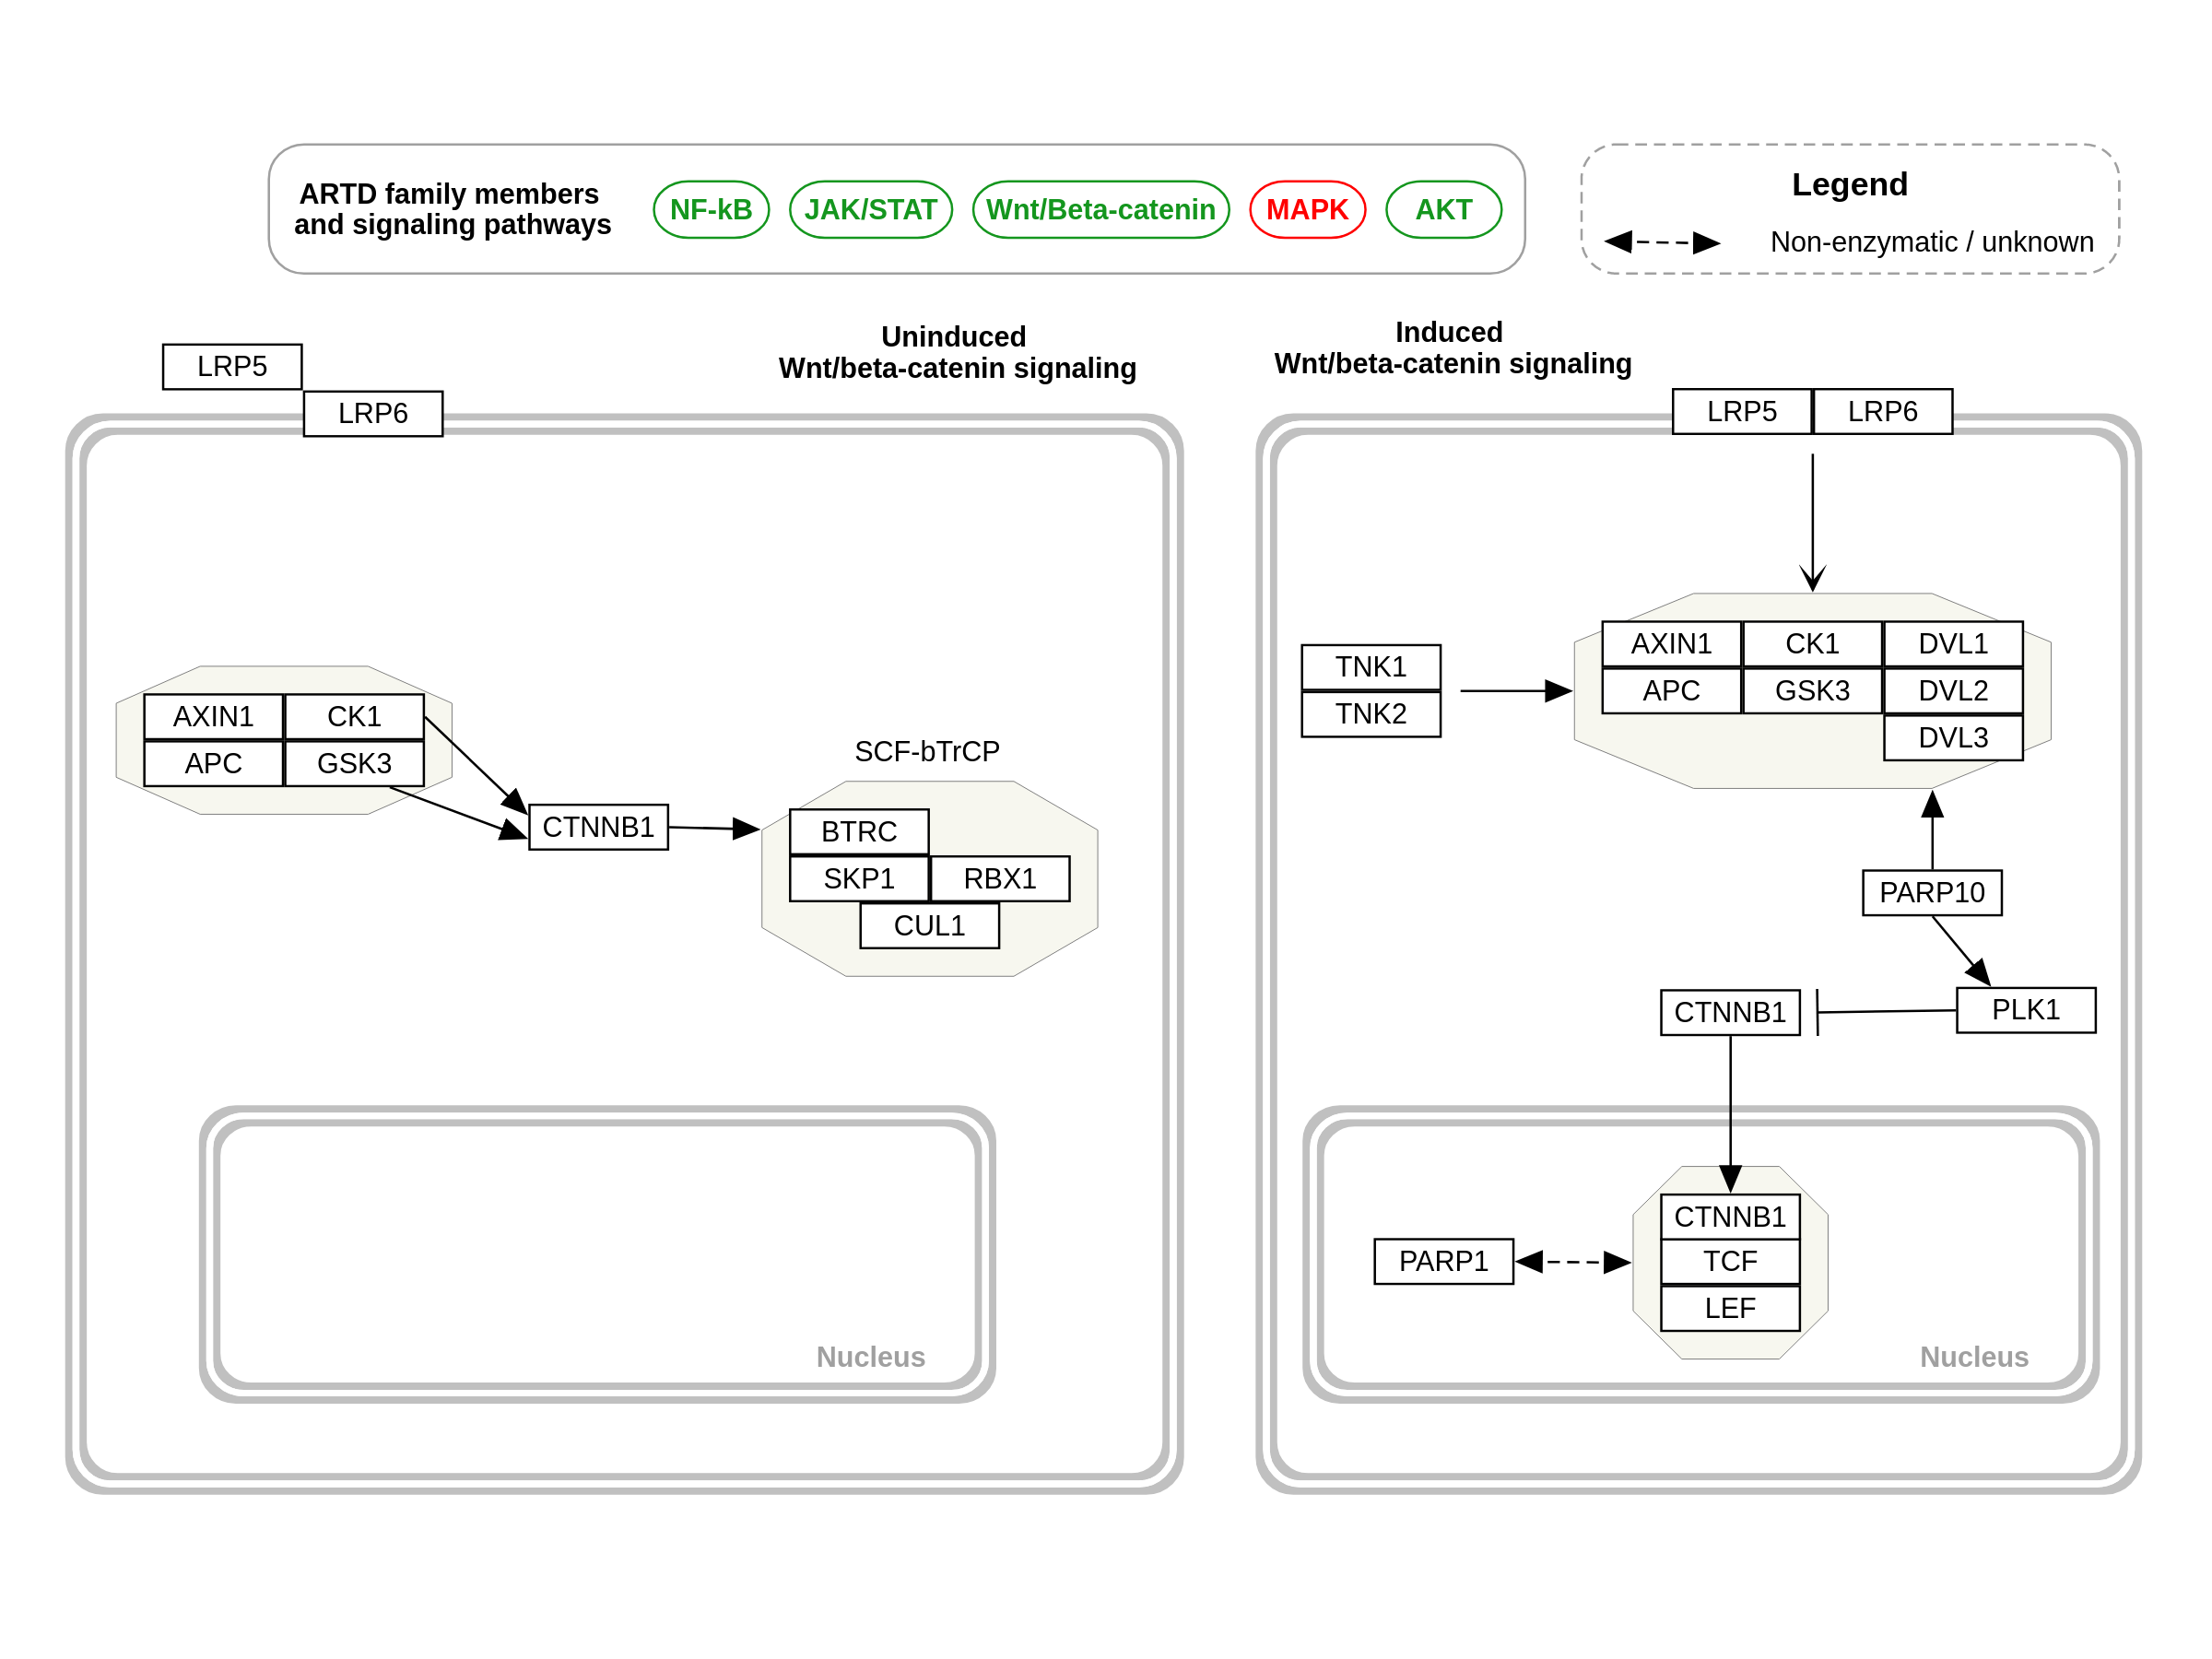 ARTD family members
and signaling pathways
NF-kB
JAK/STAT
Wnt/Beta-catenin
MAPK
AKT
Legend
Non-enzymatic / unknown
Uninduced
Wnt/beta-catenin signaling
LRP5
LRP6
AXIN1
CK1
APC
GSK3
CTNNB1
SCF-bTrCP
BTRC
SKP1
RBX1
CUL1
Nucleus
Induced
Wnt/beta-catenin signaling
LRP5
LRP6
TNK1
TNK2
AXIN1
CK1
DVL1
APC
GSK3
DVL2
DVL3
PARP10
CTNNB1
PLK1
PARP1
CTNNB1
TCF
LEF
Nucleus